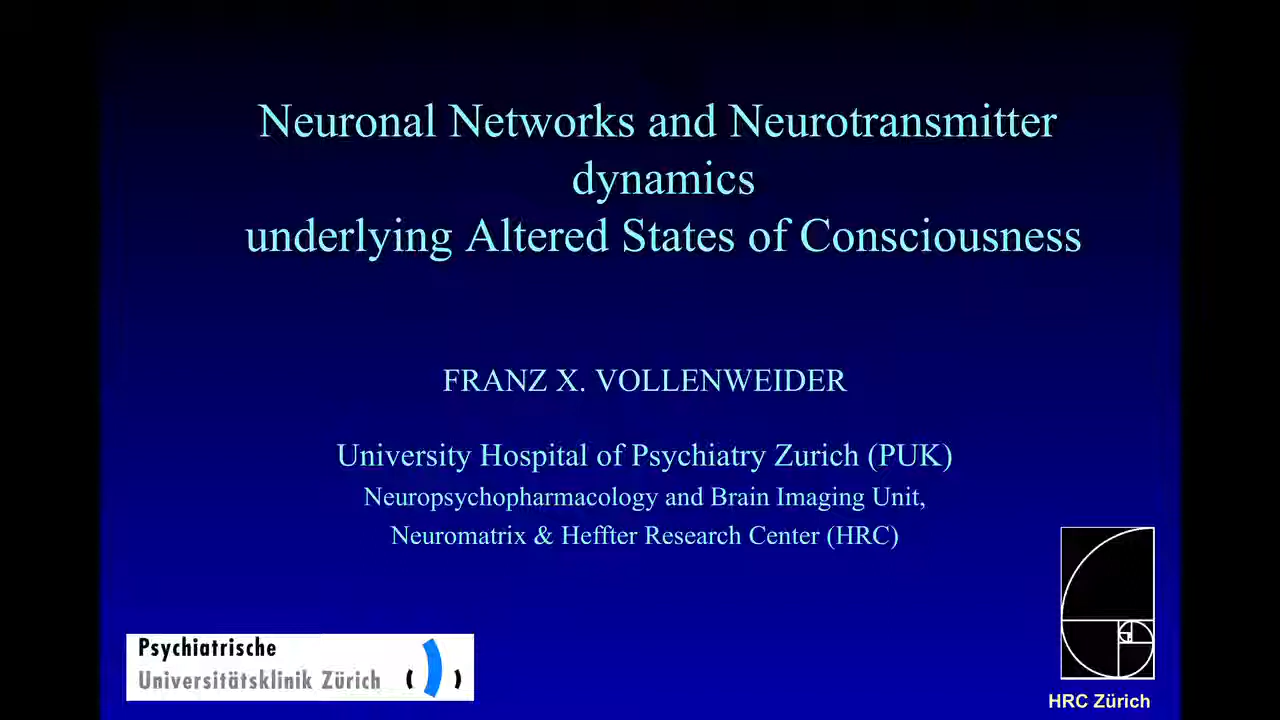 Neuronal Networks and Neurotransmitter
dynamics
underlying Altered States of Consciousness
FRANZ X. VOLLENWEIDER
University Hospital of Psychiatry Zurich (PUK)
Neuropsychopharmacology and Brain Imaging Unit,
Neuromatrix & Heffter Research Center (HRC)
Psychiatrische
Universitätsklinik Zürich
HRC Zürich